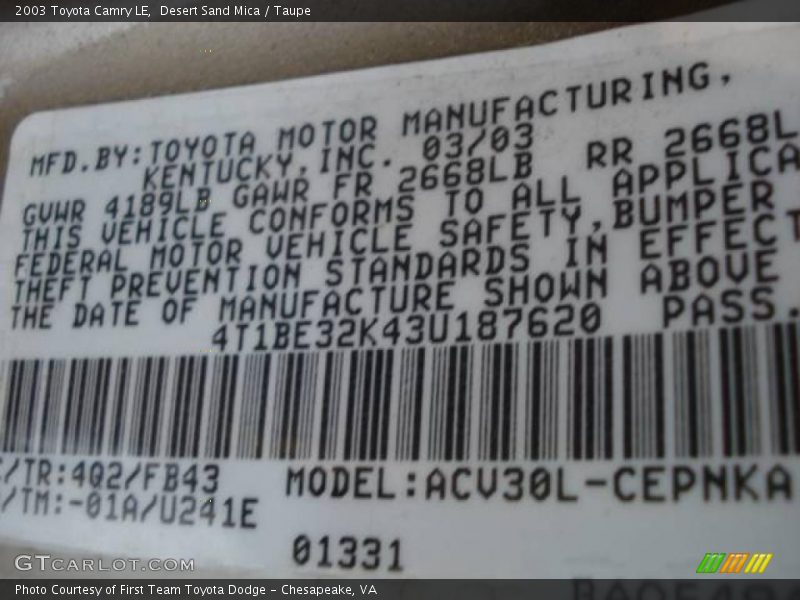 2003 Toyota Camry LE,  Desert Sand Mica / Taupe
MFD.BY:TOYOTA MOTOR MANUFACTURING,
KENTUCKY,INC. 03/03
GVWR 4189LB GAWR FR 2668LB RR 2668L
THIS VEHICLE CONFORMS TO ALL APPLICA
FEDERAL MOTOR VEHICLE SAFETY,BUMPER
THEFT PREVENTION STANDARDS IN EFFECT
THE DATE OF MANUFACTURE SHOWN ABOVE
4T1BE32K43U187620 PASS.
/TR:4Q2/FB43 MODEL:ACV30L-CEPNKA
/TM:-01A/U241E
01331
GTCARLOT.COM
Photo Courtesy of First Team Toyota Dodge - Chesapeake, VA